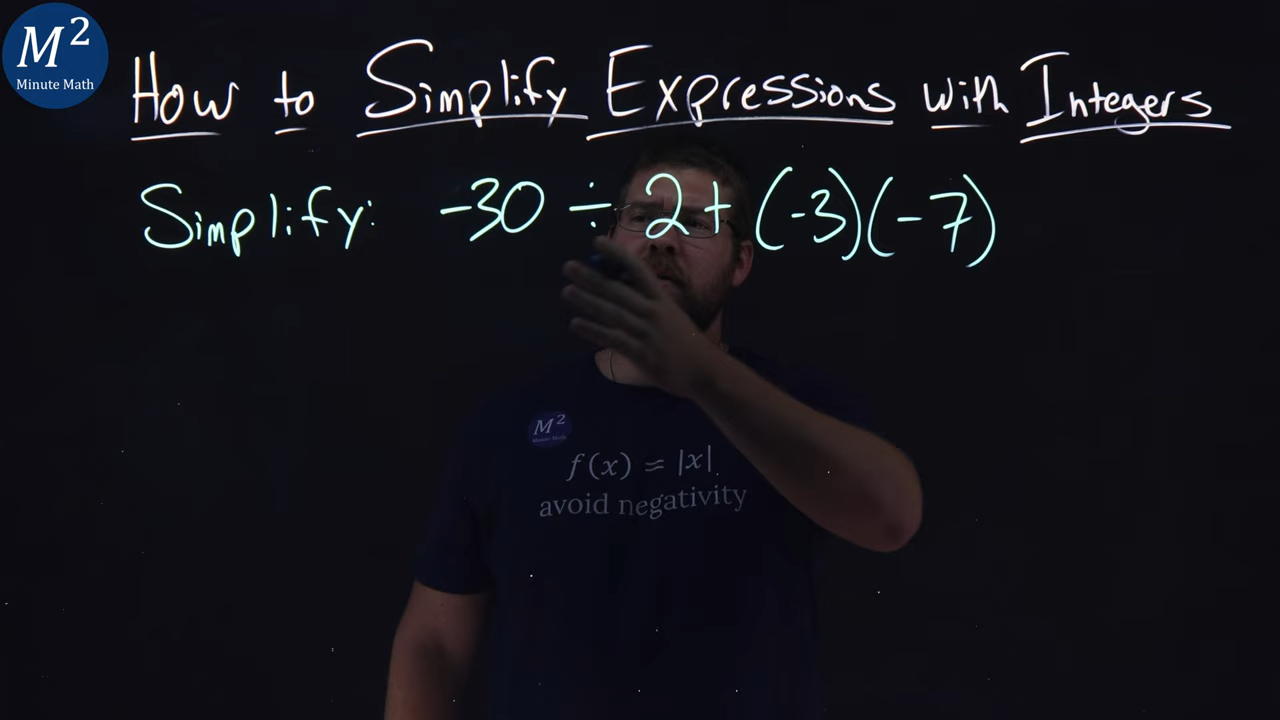 M²
Minute Math
How to Simplify Expressions with Integers
Simplify: -30 ÷ 2 + (-3)(-7)
M²
Minute Math
f(x) = |x|
avoid negativity